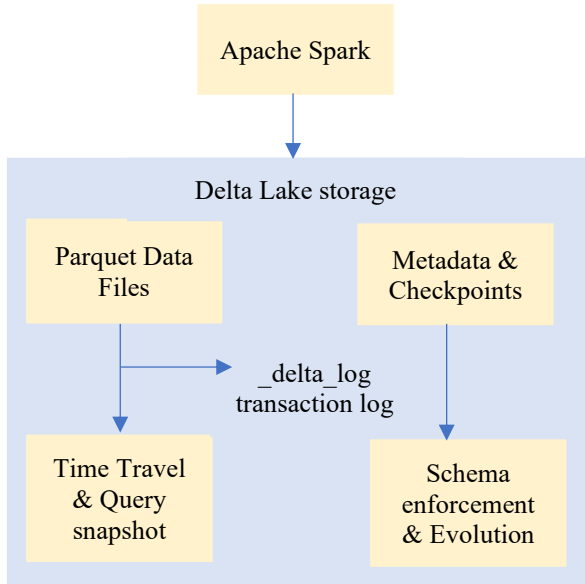 Apache Spark
Delta Lake storage
Parquet Data
Files
Metadata &
Checkpoints
_delta_log
transaction log
Time Travel
& Query
snapshot
Schema
enforcement
& Evolution